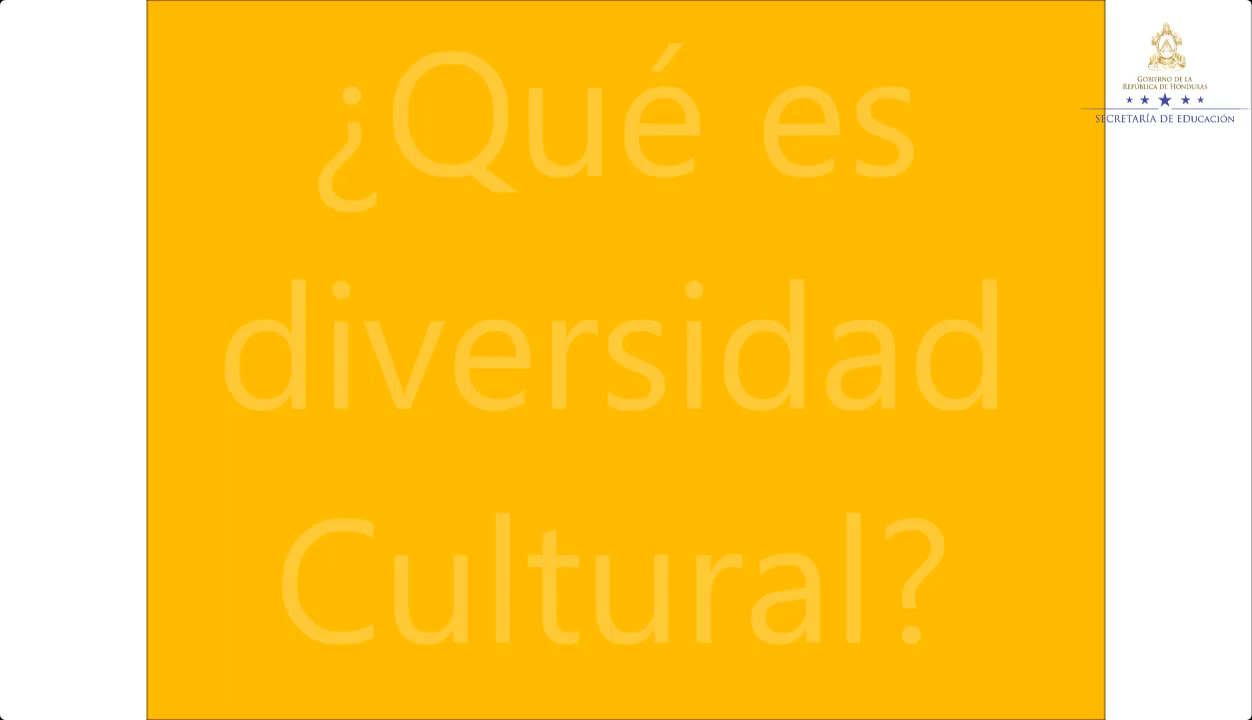 ¿Qué es
diversidad
Cultural?
GOBIERNO DE LA
REPÚBLICA DE HONDURAS
SECRETARÍA DE EDUCACIÓN